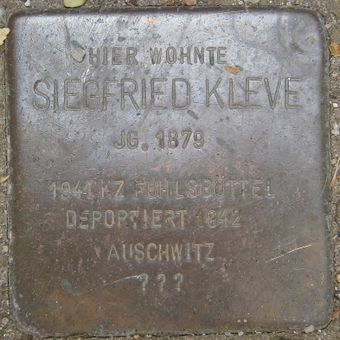 HIER WOHNTE
SIEGFRIED KLEVE
JG. 1879
1941 KZ FUHLSBÜTTEL
DEPORTIERT 1942
AUSCHWITZ
? ? ?